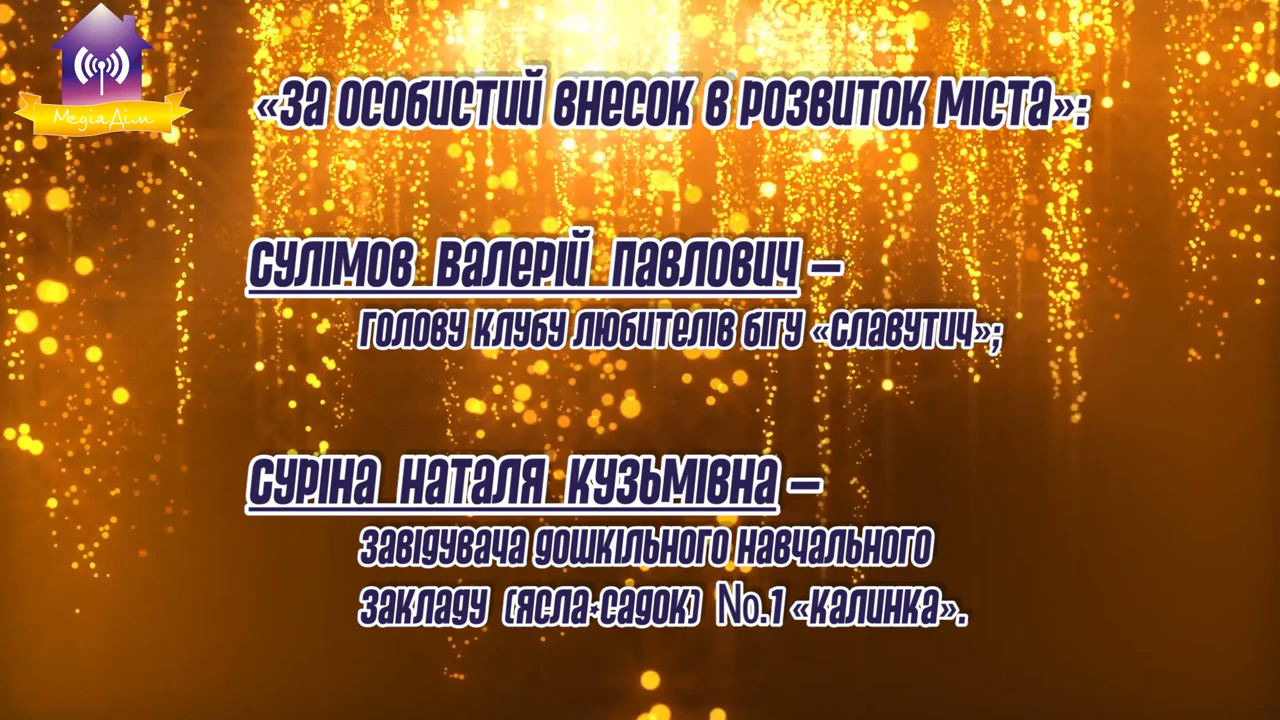 МедіаДім
«ЗА ОСОБИСТИЙ ВНЕСОК В РОЗВИТОК МІСТА»:
СУЛІМОВ ВАЛЕРІЙ ПАВЛОВИЧ –
ГОЛОВУ КЛУБУ ЛЮБИТЕЛІВ БІГУ «СЛАВУТИЧ»;
СУРІНА НАТАЛЯ КУЗЬМІВНА –
ЗАВІДУВАЧА ДОШКІЛЬНОГО НАВЧАЛЬНОГО
ЗАКЛАДУ (ЯСЛА-САДОК) №.1 «КАЛИНКА».